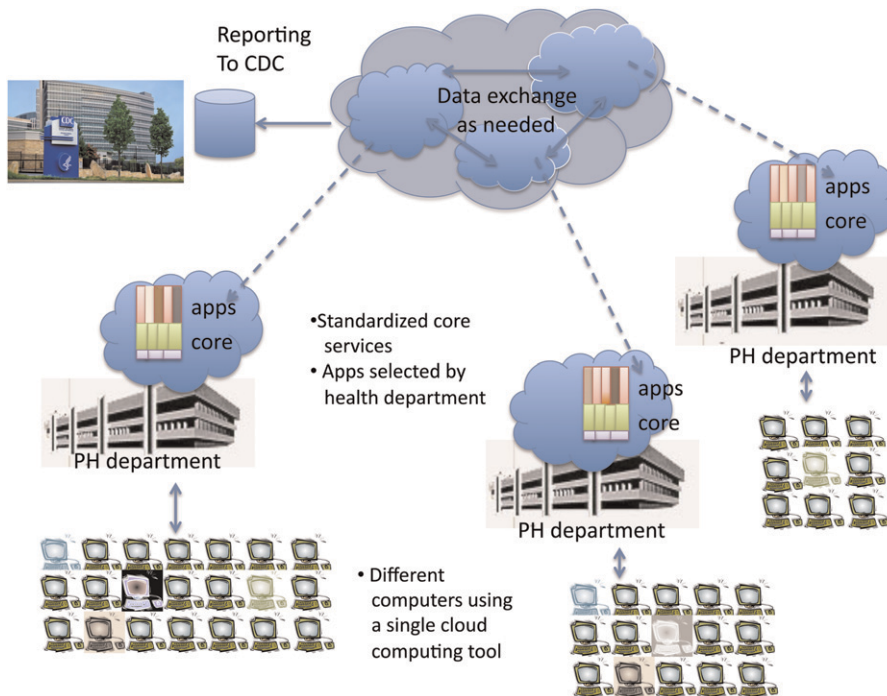 Reporting
To CDC
CDC
Data exchange
as needed
apps
core
PH department
apps
core
PH department
•Standardized core
services
• Apps selected by
health department
apps
core
PH department
• Different
computers using
a single cloud
computing tool